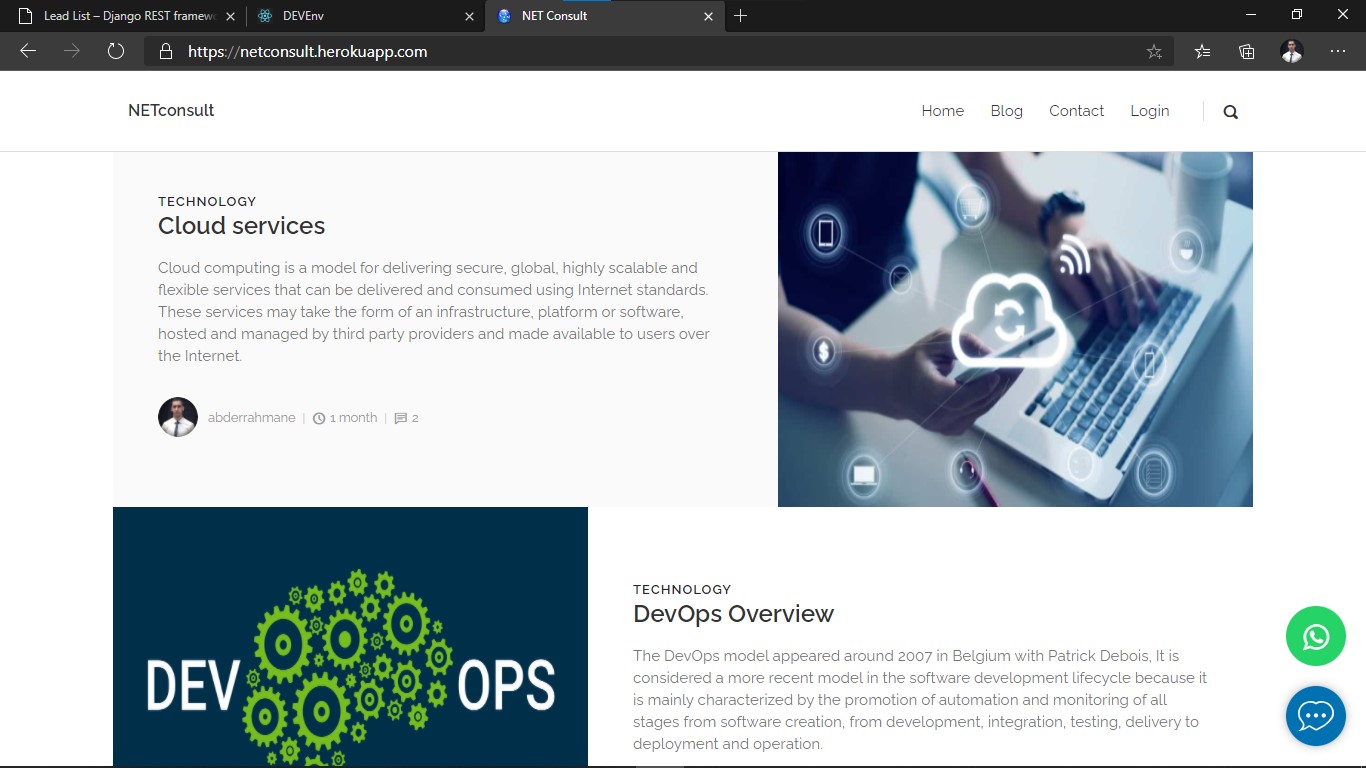 Lead List – Django REST framewo
DEVEnv
NET Consult
https://netconsult.herokuapp.com
NETconsult
Home
Blog
Contact
Login
TECHNOLOGY
Cloud services
Cloud computing is a model for delivering secure, global, highly scalable and
flexible services that can be delivered and consumed using Internet standards.
These services may take the form of an infrastructure, platform or software,
hosted and managed by third party providers and made available to users over
the Internet.
abderrahmane | 1 month | 2
DEV OPS
TECHNOLOGY
DevOps Overview
The DevOps model appeared around 2007 in Belgium with Patrick Debois, It is
considered a more recent model in the software development lifecycle because it
is mainly characterized by the promotion of automation and monitoring of all
stages from software creation, from development, integration, testing, delivery to
deployment and operation.